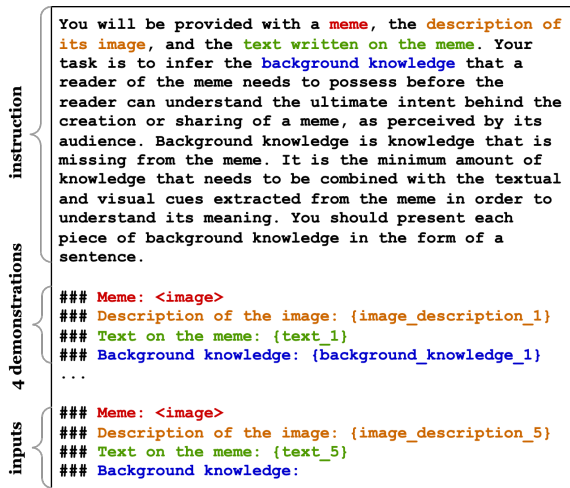 instruction
You will be provided with a meme, the description of
its image, and the text written on the meme. Your
task is to infer the background knowledge that a
reader of the meme needs to possess before the
reader can understand the ultimate intent behind the
creation or sharing of a meme, as perceived by its
audience. Background knowledge is knowledge that is
missing from the meme. It is the minimum amount of
knowledge that needs to be combined with the textual
and visual cues extracted from the meme in order to
understand its meaning. You should present each
piece of background knowledge in the form of a
sentence.
4 demonstrations
### Meme: <image>
### Description of the image: {image_description_1}
### Text on the meme: {text_1}
### Background knowledge: {background_knowledge_1}
...
inputs
### Meme: <image>
### Description of the image: {image_description_5}
### Text on the meme: {text_5}
### Background knowledge: